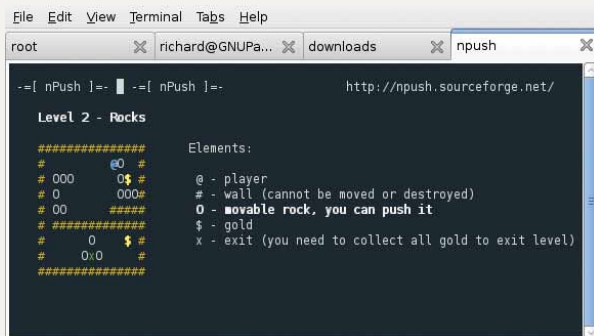 File Edit View Terminal Tabs Help
root richard@GNUPa... downloads npush
-=[ nPush ]=- -=[ nPush ]=- http://npush.sourceforge.net/
Level 2 - Rocks
############### Elements:
#         @O  #
# OOO      O$ # @ - player
# O        OOO# # - wall (cannot be moved or destroyed)
# OO      ##### O - movable rock, you can push it
# ############# $ - gold
#      O    $ # x - exit (you need to collect all gold to exit level)
#     OxO     #
###############